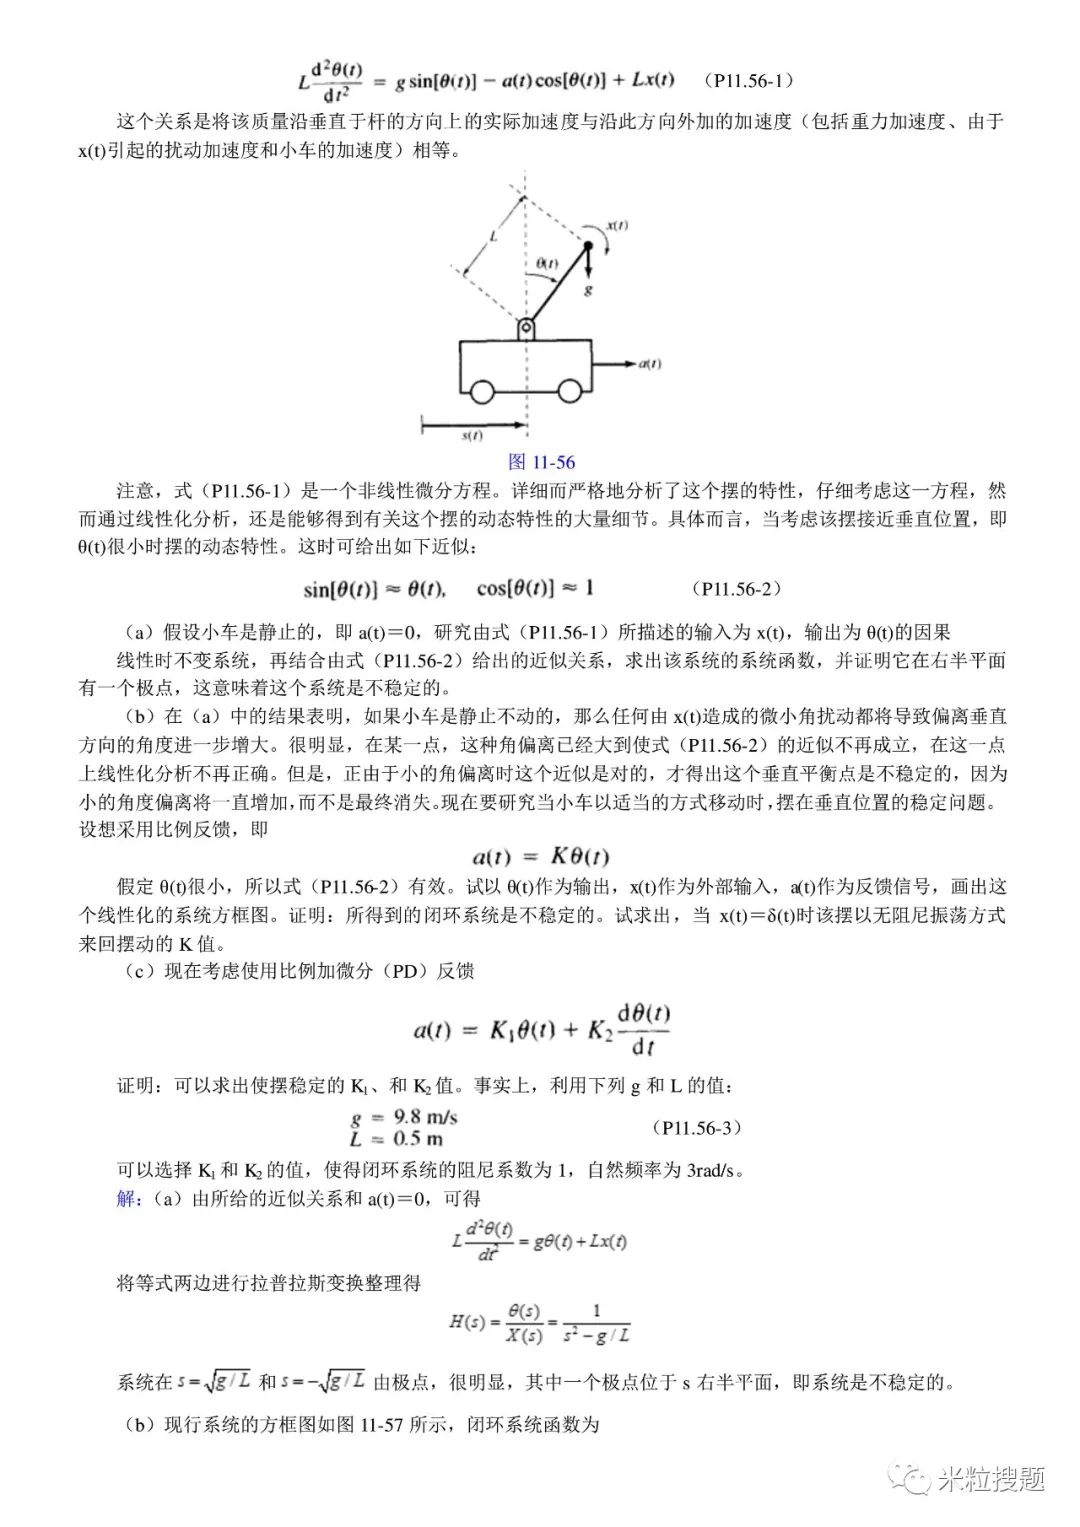 L d²θ(t)/dt² = g sin[θ(t)] − a(t)cos[θ(t)] + Lx(t) （P11.56-1）
这个关系是将该质量沿垂直于杆的方向上的实际加速度与沿此方向外加的加速度（包括重力加速度、由于
x(t)引起的扰动加速度和小车的加速度）相等。
x(t)
L
θ(t)
g
a(t)
s(t)
图 11-56
注意，式（P11.56-1）是一个非线性微分方程。详细而严格地分析了这个摆的特性，仔细考虑这一方程，然
而通过线性化分析，还是能够得到有关这个摆的动态特性的大量细节。具体而言，当考虑该摆接近垂直位置，即
θ(t)很小时摆的动态特性。这时可给出如下近似：
sin[θ(t)] ≈ θ(t), cos[θ(t)] ≈ 1 （P11.56-2）
（a）假设小车是静止的，即 a(t)＝0，研究由式（P11.56-1）所描述的输入为 x(t)，输出为 θ(t)的因果
线性时不变系统，再结合由式（P11.56-2）给出的近似关系，求出该系统的系统函数，并证明它在右半平面
有一个极点，这意味着这个系统是不稳定的。
（b）在（a）中的结果表明，如果小车是静止不动的，那么任何由 x(t)造成的微小角扰动都将导致偏离垂直
方向的角度进一步增大。很明显，在某一点，这种角偏离已经大到使式（P11.56-2）的近似不再成立，在这一点
上线性化分析不再正确。但是，正由于小的角偏离时这个近似是对的，才得出这个垂直平衡点是不稳定的，因为
小的角度偏离将一直增加，而不是最终消失。现在要研究当小车以适当的方式移动时，摆在垂直位置的稳定问题。
设想采用比例反馈，即
a(t) = Kθ(t)
假定 θ(t)很小，所以式（P11.56-2）有效。试以 θ(t)作为输出，x(t)作为外部输入，a(t)作为反馈信号，画出这
个线性化的系统方框图。证明：所得到的闭环系统是不稳定的。试求出，当 x(t)＝δ(t)时该摆以无阻尼振荡方式
来回摆动的 K 值。
（c）现在考虑使用比例加微分（PD）反馈
a(t) = K₁θ(t) + K₂ dθ(t)/dt
证明：可以求出使摆稳定的 K₁、和 K₂ 值。事实上，利用下列 g 和 L 的值：
g = 9.8 m/s
L = 0.5 m （P11.56-3）
可以选择 K₁ 和 K₂ 的值，使得闭环系统的阻尼系数为 1，自然频率为 3rad/s。
解：（a）由所给的近似关系和 a(t)＝0，可得
L d²θ(t)/dt² = gθ(t) + Lx(t)
将等式两边进行拉普拉斯变换整理得
H(s) = θ(s)/X(s) = 1/(s² − g/L)
系统在 s = √(g/L) 和 s = −√(g/L) 由极点，很明显，其中一个极点位于 s 右半平面，即系统是不稳定的。
（b）现行系统的方框图如图 11-57 所示，闭环系统函数为
米粒搜题